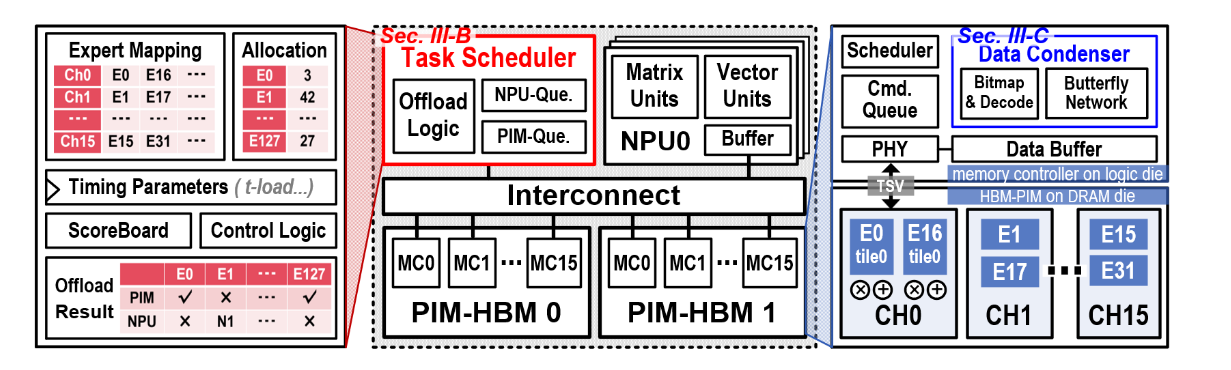 Expert Mapping
Ch0 E0 E16 ---
Ch1 E1 E17 ---
--- --- --- ---
Ch15 E15 E31 ---
Allocation
E0 3
E1 42
--- ---
E127 27
Timing Parameters ( t-load...)
ScoreBoard
Control Logic
Offload
Result
E0 E1 --- E127
PIM ✓ × --- ✓
NPU × N1 --- ×
Sec. III-B
Task Scheduler
Offload
Logic
NPU-Que.
PIM-Que.
Matrix
Units
Vector
Units
NPU0
Buffer
Interconnect
MC0 MC1 ... MC15
PIM-HBM 0
MC0 MC1 ... MC15
PIM-HBM 1
Scheduler
Cmd.
Queue
Sec. III-C
Data Condenser
Bitmap
& Decode
Butterfly
Network
PHY
Data Buffer
TSV
memory controller on logic die
HBM-PIM on DRAM die
E0
tile0
E16
tile0
⊗⊕ ⊗⊕
CH0
E1
E17
CH1
...
E15
E31
CH15